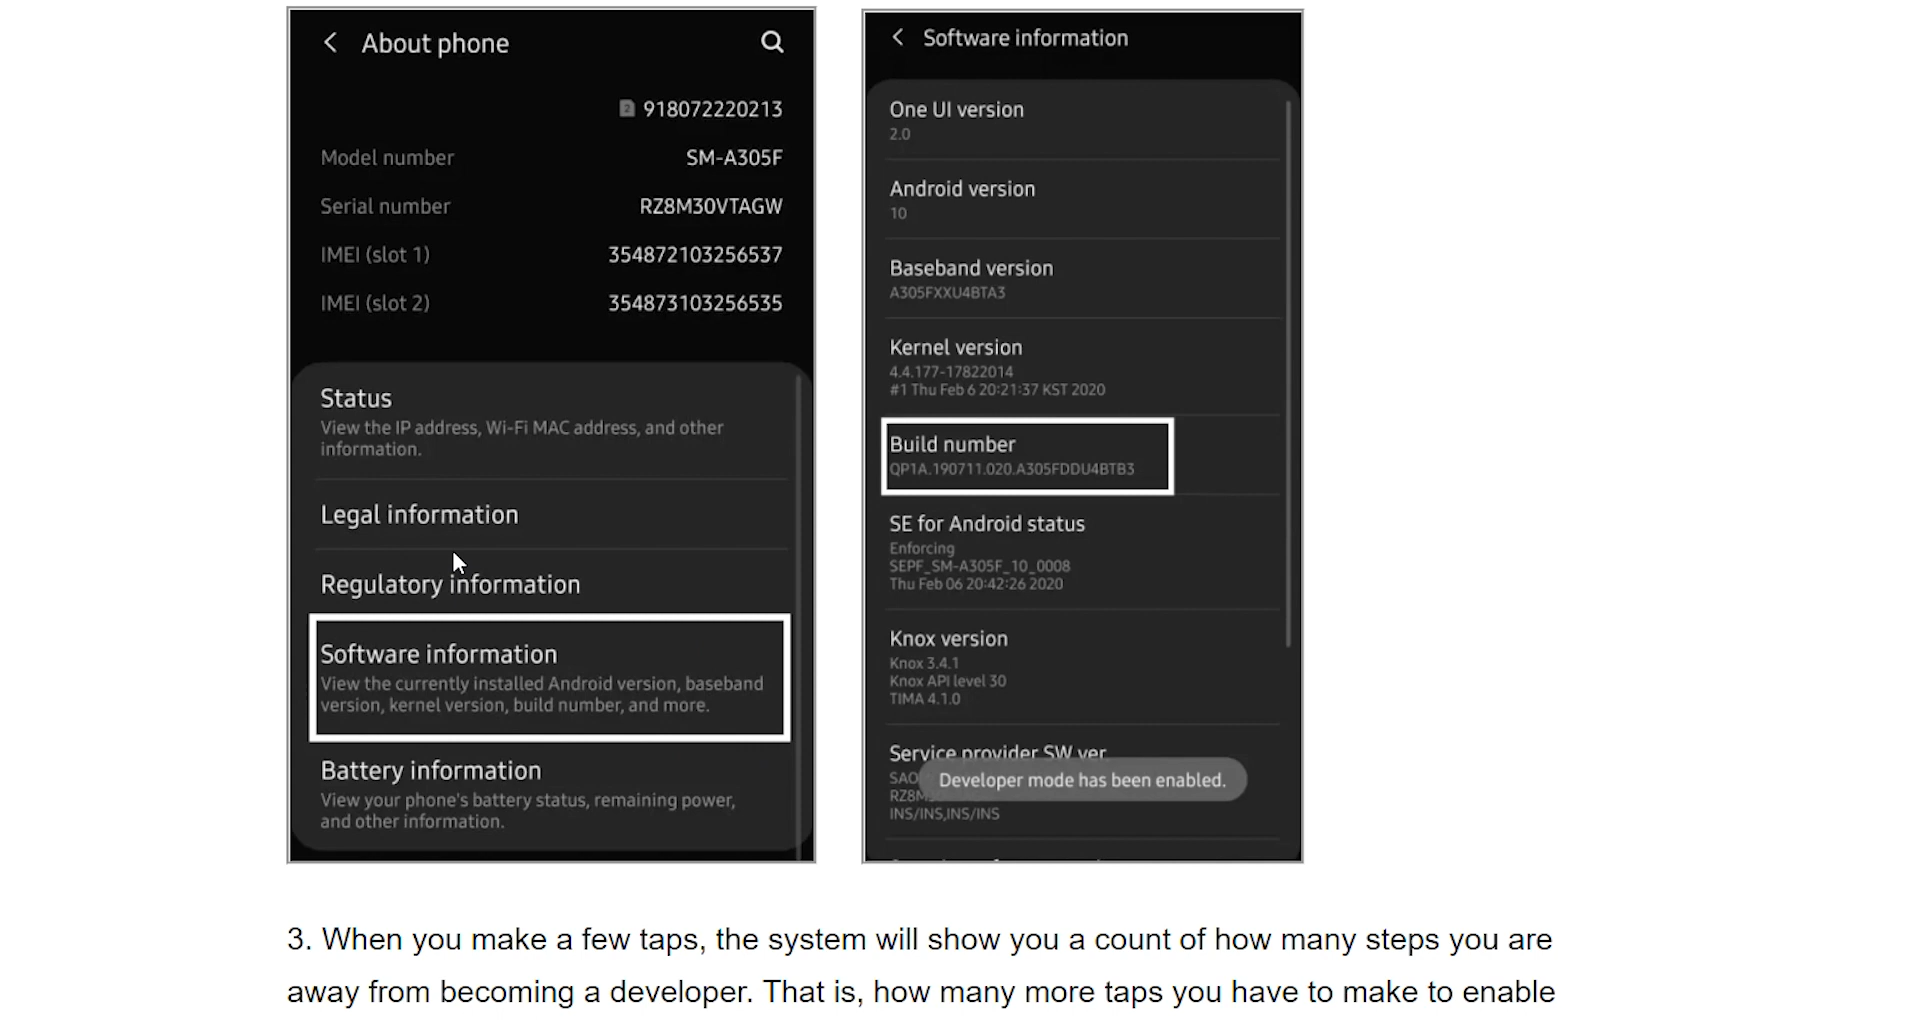 About phone
2 918072220213
Model number SM-A305F
Serial number RZ8M30VTAGW
IMEI (slot 1) 354872103256537
IMEI (slot 2) 354873103256535
Status
View the IP address, Wi-Fi MAC address, and other
information.
Legal information
Regulatory information
Software information
View the currently installed Android version, baseband
version, kernel version, build number, and more.
Battery information
View your phone's battery status, remaining power,
and other information.
Software information
One UI version
2.0
Android version
10
Baseband version
A305FXXU4BTA3
Kernel version
4.4.177-17822014
#1 Thu Feb 6 20:21:37 KST 2020
Build number
QP1A.190711.020.A305FDDU4BTB3
SE for Android status
Enforcing
SEPF_SM-A305F_10_0008
Thu Feb 06 20:42:26 2020
Knox version
Knox 3.4.1
Knox API level 30
TIMA 4.1.0
Service provider SW ver.
Developer mode has been enabled.
INS/INS,INS/INS
3. When you make a few taps, the system will show you a count of how many steps you are
away from becoming a developer. That is, how many more taps you have to make to enable